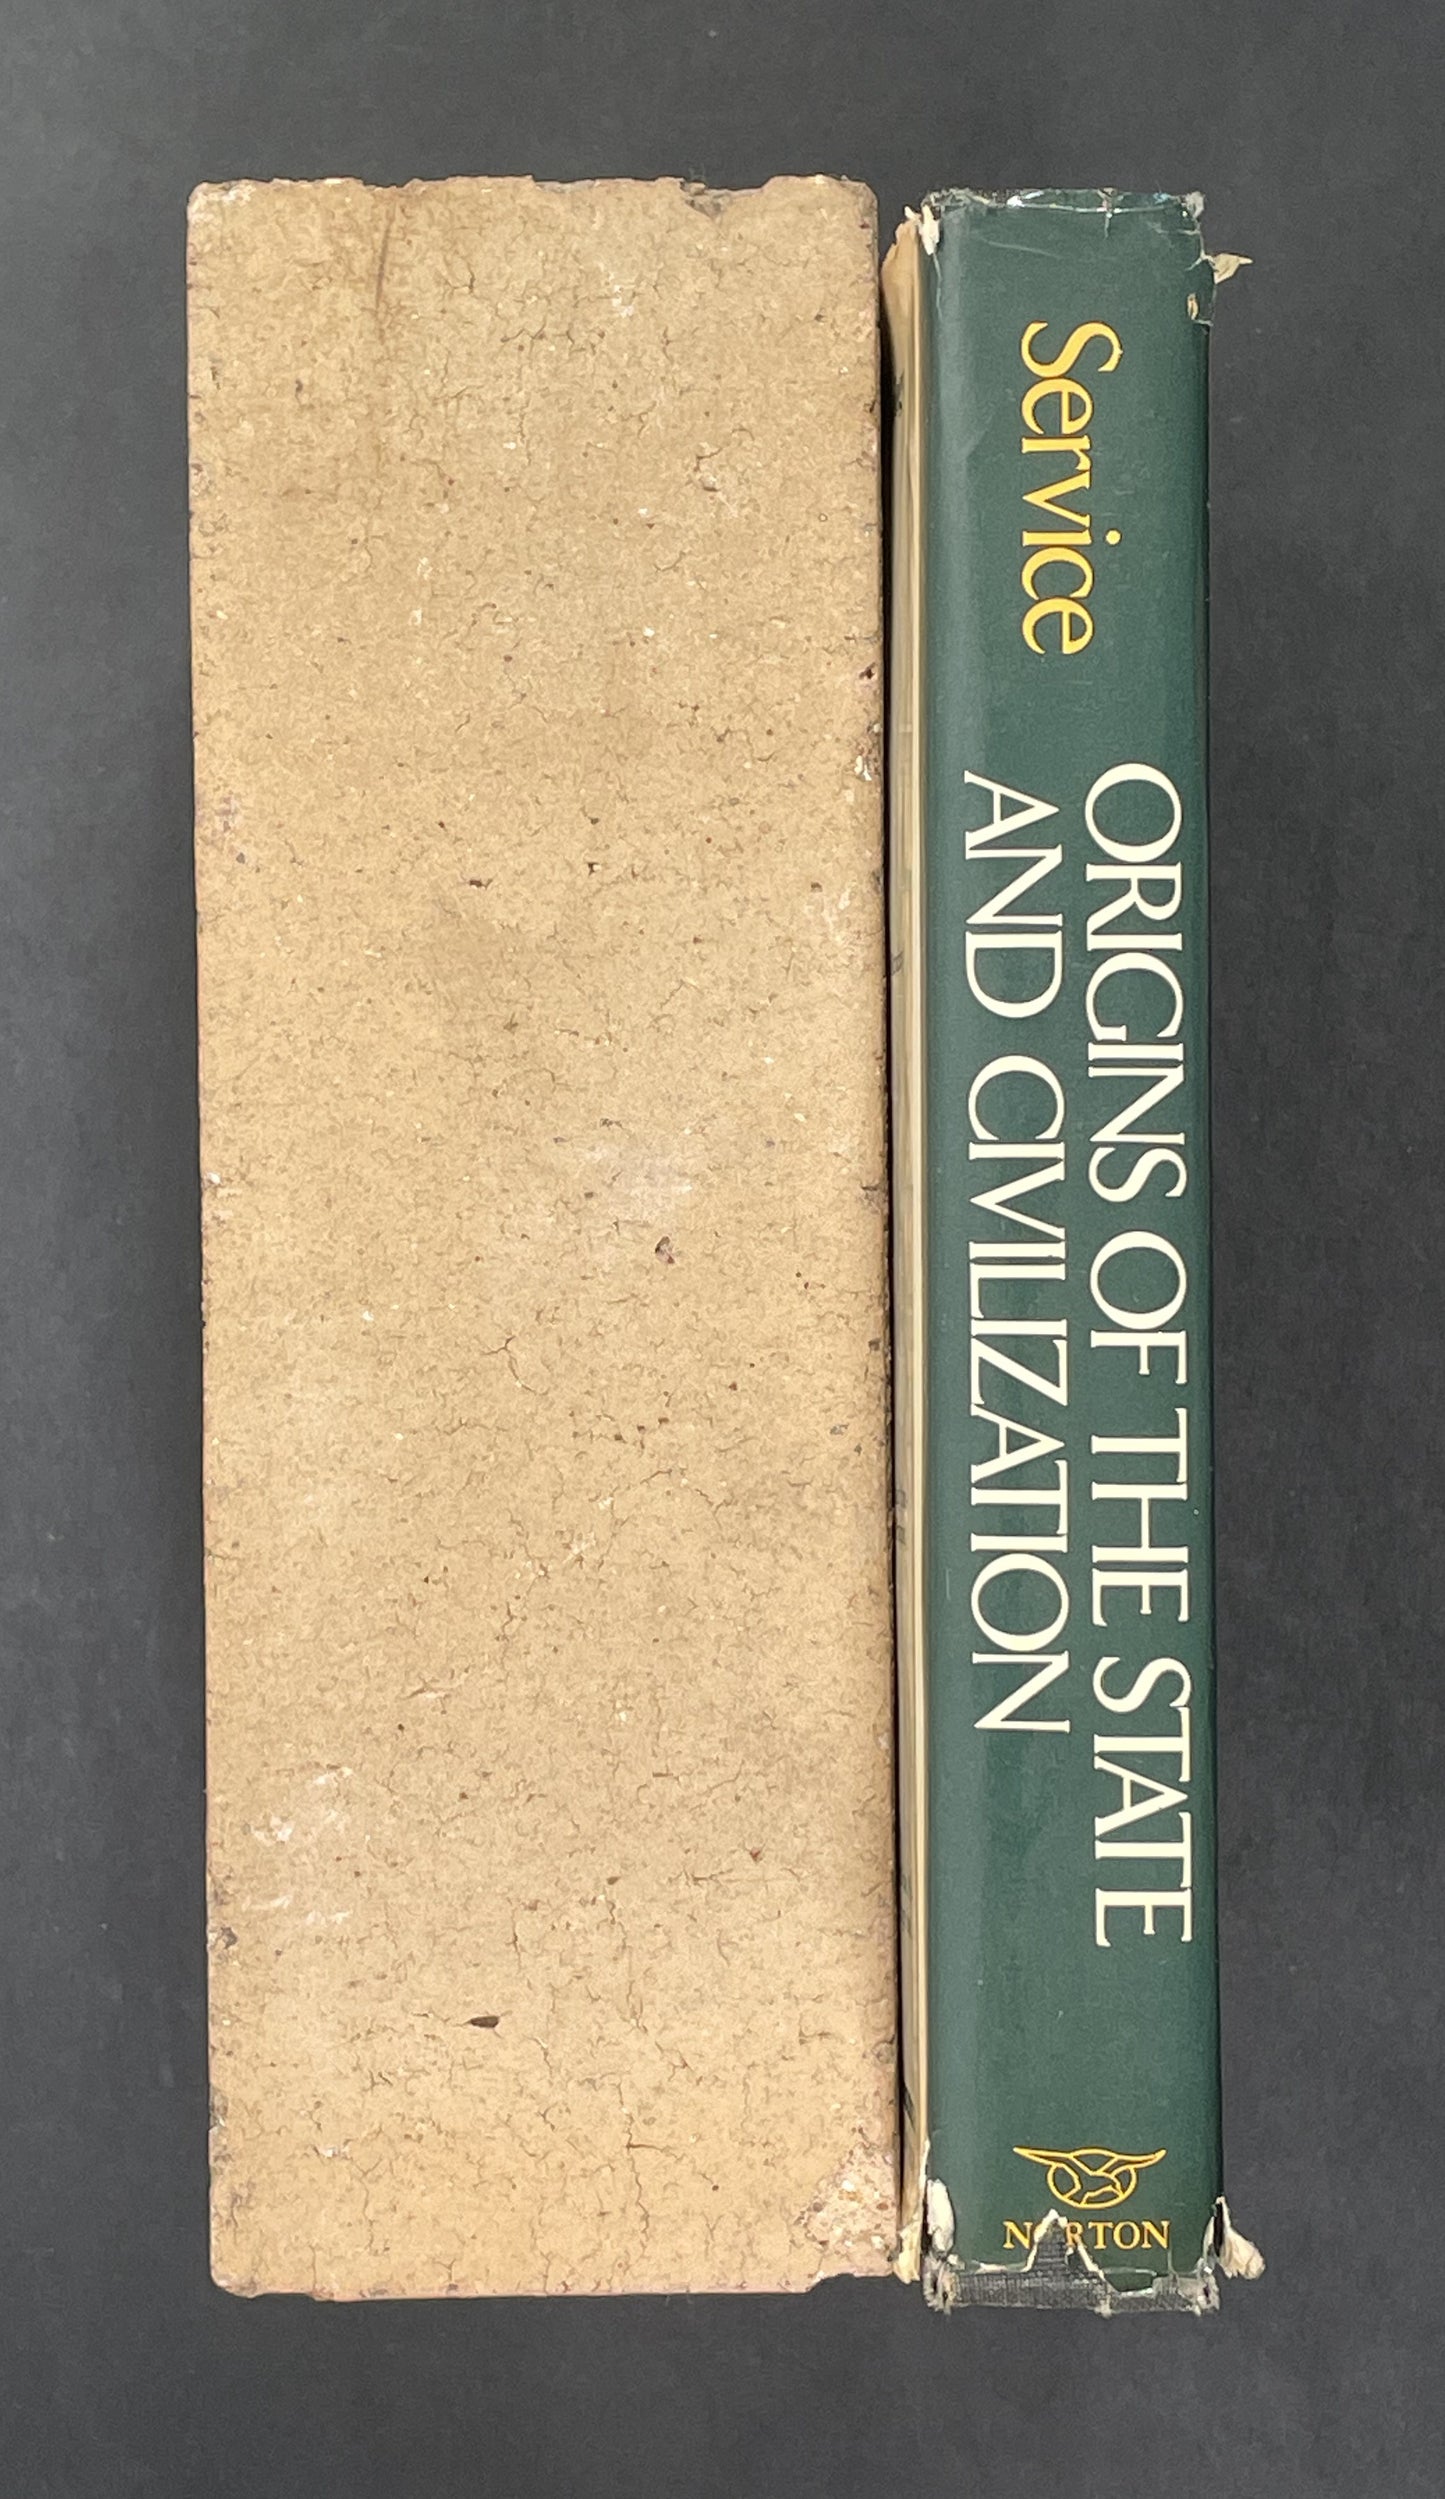 Service
ORIGINS OF THE STATE
AND CIVILIZATION
NORTON